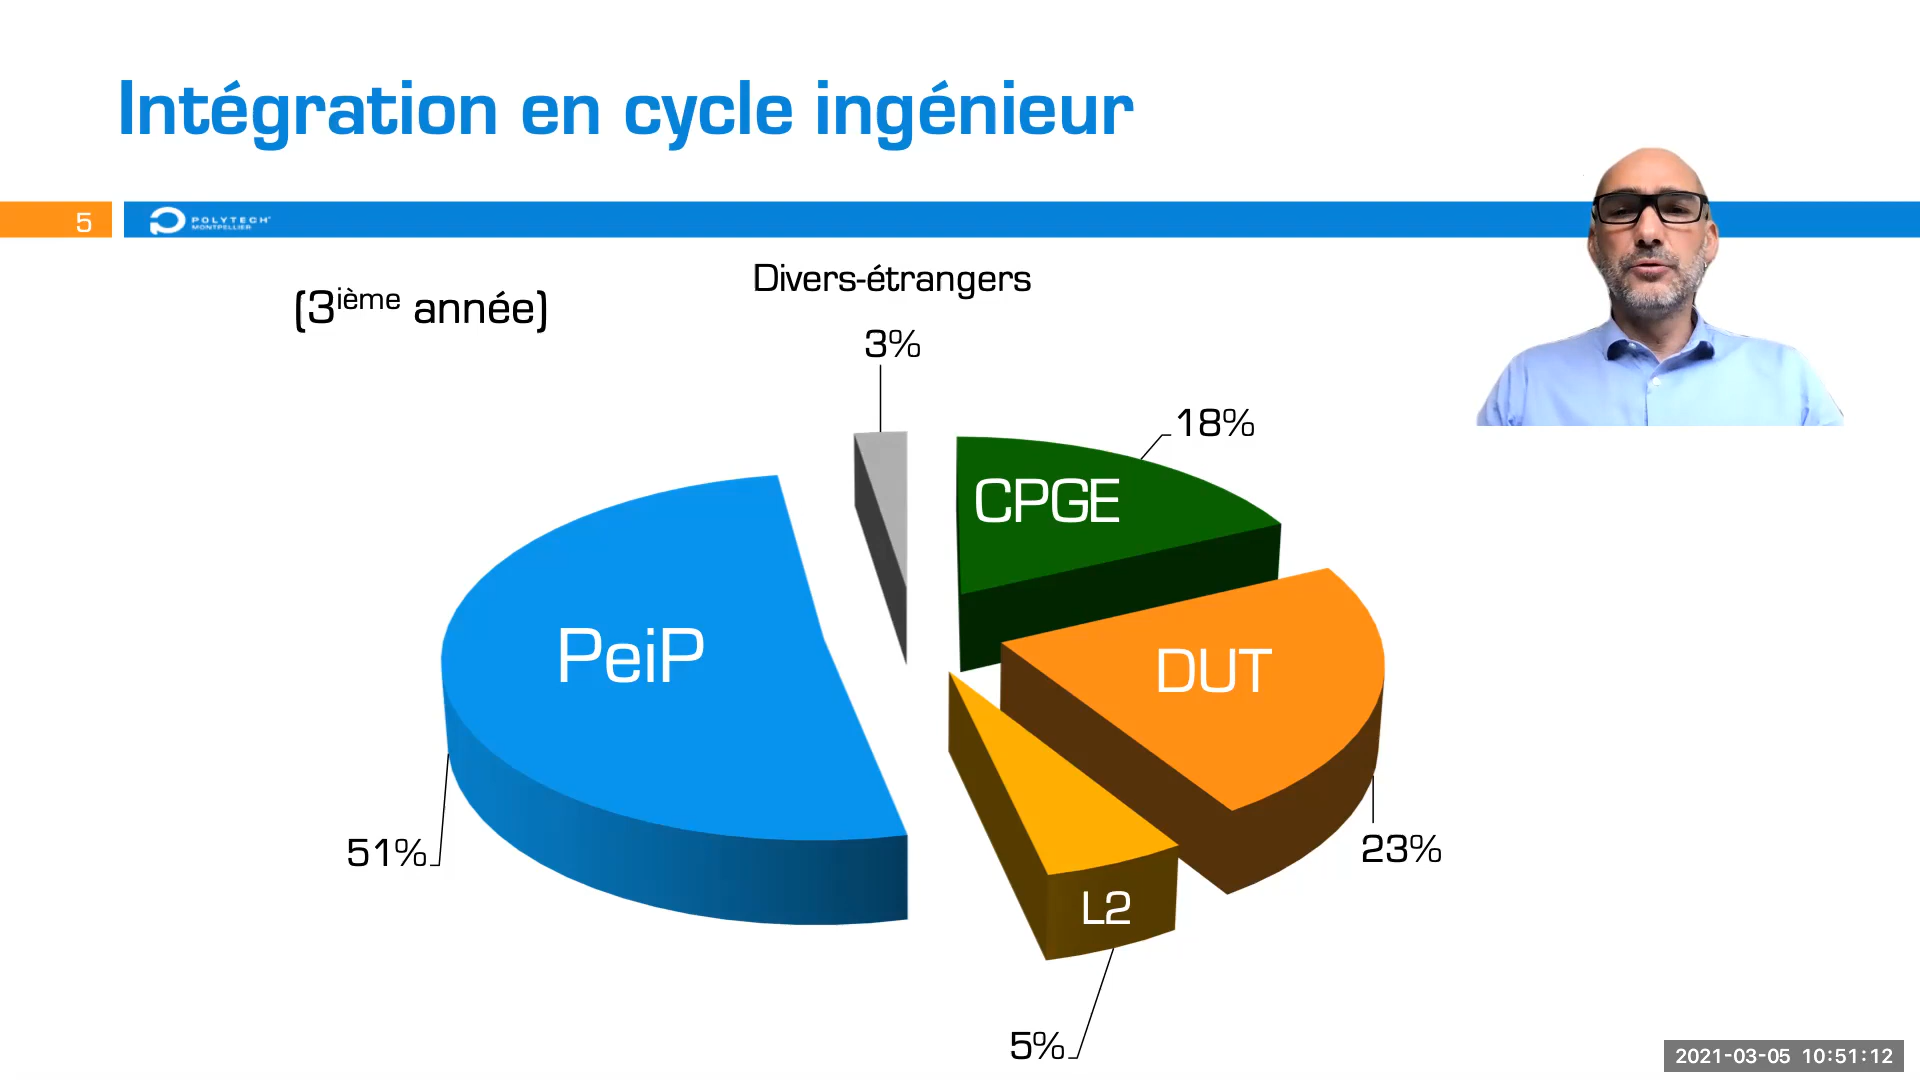 Intégration en cycle ingénieur
5
POLYTECH
MONTPELLIER
(3ième année)
Divers-étrangers
3%
18%
CPGE
PeiP
DUT
51%
23%
L2
5%
2021-03-05 10:51:12